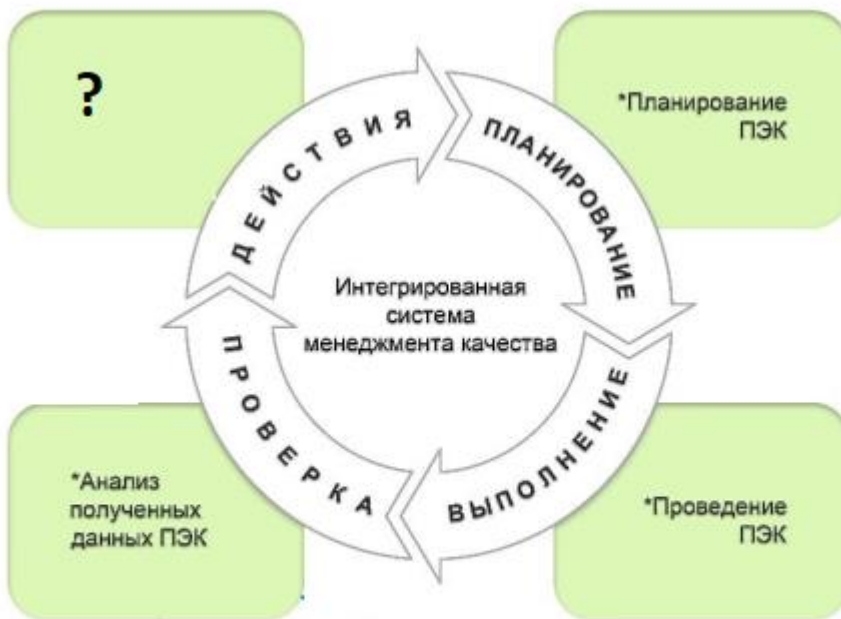 ?
*Планирование
ПЭК
ДЕЙСТВИЯ
ПЛАНИРОВАНИЕ
Интегрированная
система
менеджмента качества
ПРОВЕРКА
ВЫПОЛНЕНИЕ
*Анализ
полученных
данных ПЭК
*Проведение
ПЭК